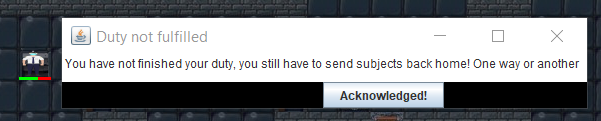 Duty not fulfilled
You have not finished your duty, you still have to send subjects back home! One way or another
Acknowledged!